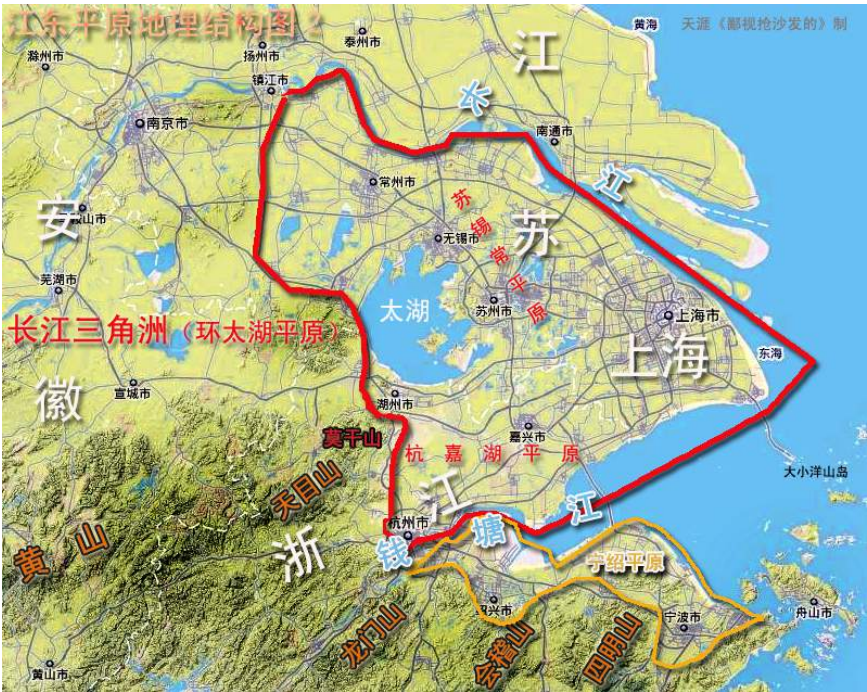 江东平原地理结构图 2
黄海
天涯《鄙视抢沙发的》制
泰州市
滁州市
扬州市
江
镇江市
长
南京市
南通市
江
常州市
安
鞍山市
苏锡常平原
苏
无锡市
芜湖市
太湖
苏州市
上海市
长江三角洲（环太湖平原）
上海
东海
宣城市
徽
湖州市
莫干山
嘉兴市
杭嘉湖平原
大小洋山岛
天目山
江
黄山
杭州市
钱塘江
浙
宁绍平原
绍兴市
舟山市
宁波市
龙门山
会稽山
四明山
黄山市